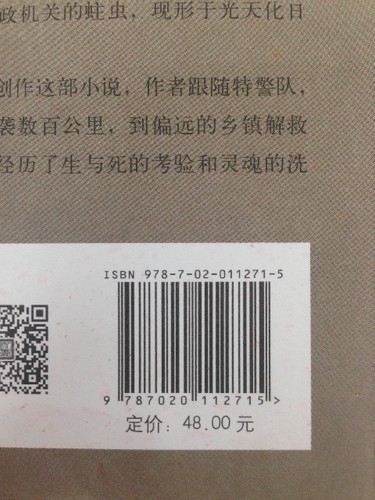 政机关的蛀虫，现形于光天化日
创作这部小说，作者跟随特警队，
袭数百公里，到偏远的乡镇解救
经历了生与死的考验和灵魂的洗
ISBN 978-7-02-011271-5
9 787020 112715>
定价：48.00 元